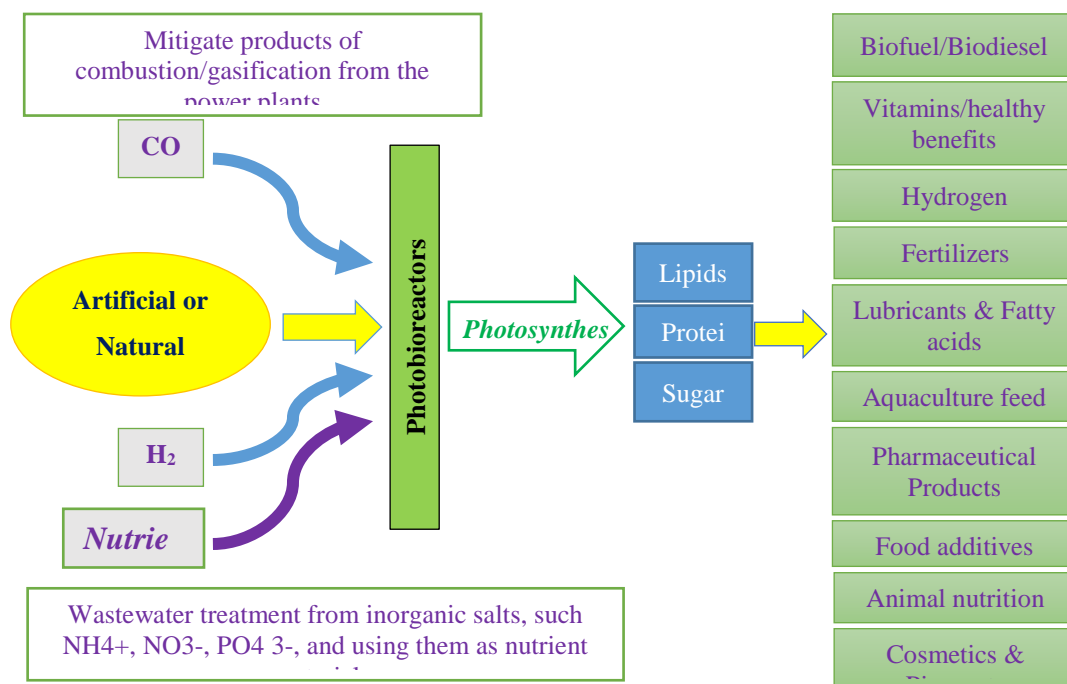 Mitigate products of
combustion/gasification from the
power plants
CO
Artificial or
Natural
H₂
Nutrie
Wastewater treatment from inorganic salts, such
NH4+, NO3-, PO4 3-, and using them as nutrient
Photobioreactors
Photosynthes
Lipids
Protei
Sugar
Biofuel/Biodiesel
Vitamins/healthy
benefits
Hydrogen
Fertilizers
Lubricants & Fatty
acids
Aquaculture feed
Pharmaceutical
Products
Food additives
Animal nutrition
Cosmetics &